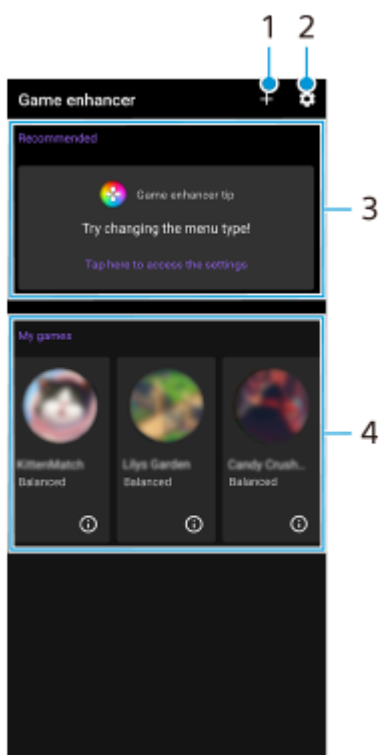 1 2
Game enhancer
Recommended
Game enhancer tip
Try changing the menu type!
Tap here to access the settings
3
My games
KittenMatch Lilys Garden Candy Crush...
Balanced Balanced Balanced
4